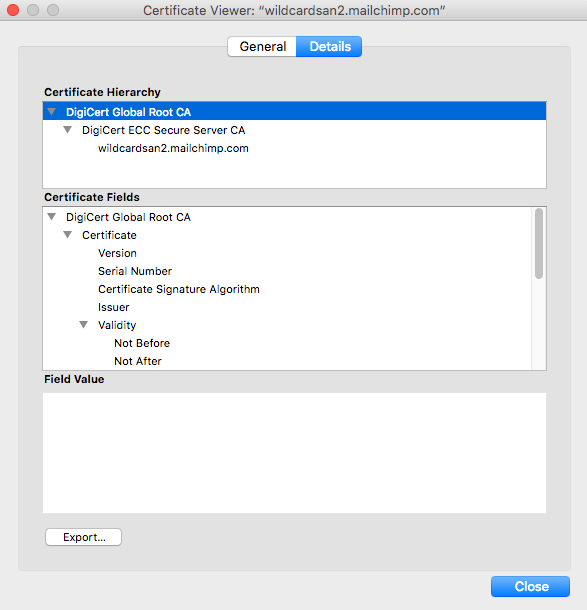 Certificate Viewer: “wildcardsan2.mailchimp.com”
General Details
Certificate Hierarchy
DigiCert Global Root CA
DigiCert ECC Secure Server CA
wildcardsan2.mailchimp.com
Certificate Fields
DigiCert Global Root CA
Certificate
Version
Serial Number
Certificate Signature Algorithm
Issuer
Validity
Not Before
Not After
Field Value
Export...
Close